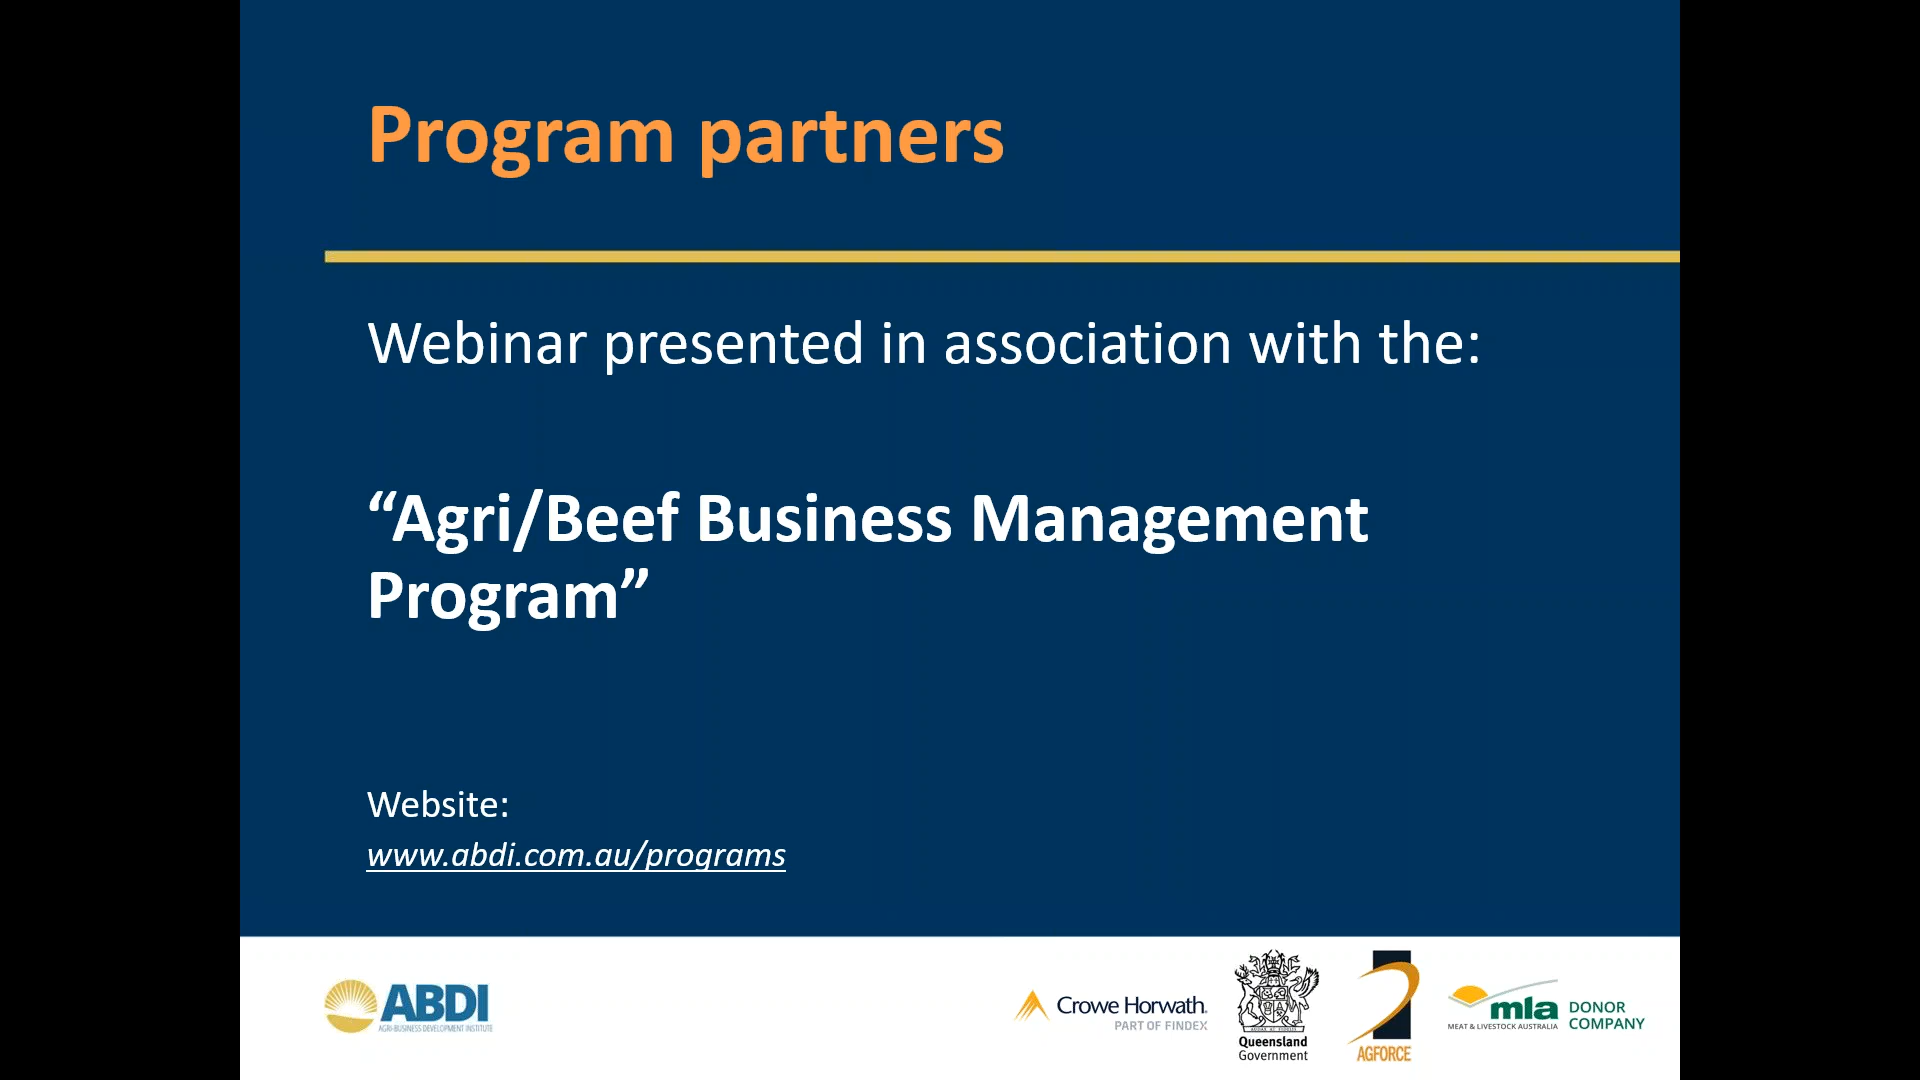 Program partners
Webinar presented in association with the:
“Agri/Beef Business Management
Program”
Website:
www.abdi.com.au/programs
ABDI
AGRI-BUSINESS DEVELOPMENT INSTITUTE
Crowe Horwath.
PART OF FINDEX
Queensland
Government
AGFORCE
mla
MEAT & LIVESTOCK AUSTRALIA
DONOR
COMPANY